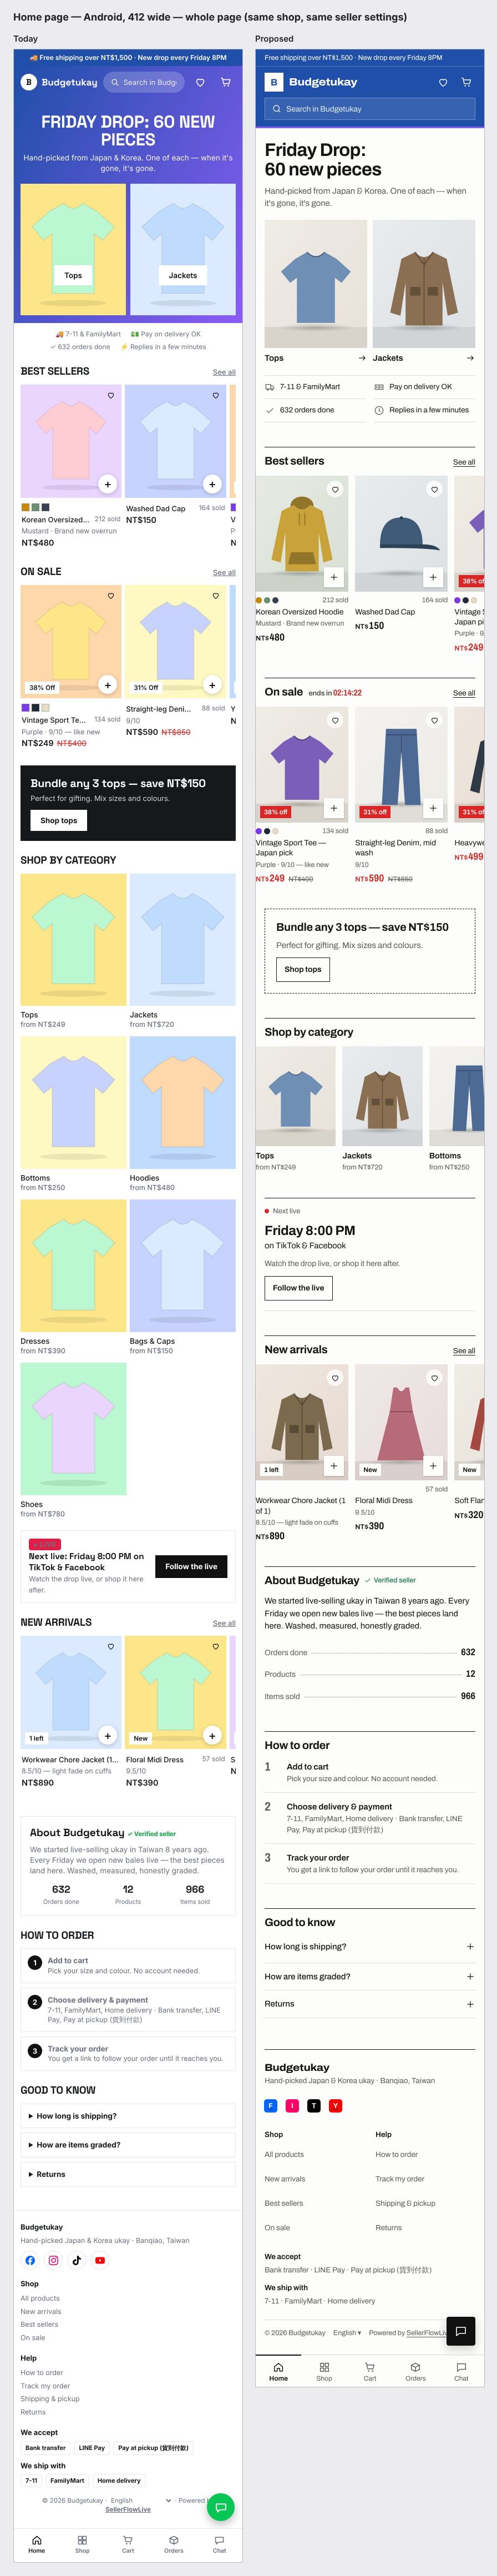 Home page — Android, 412 wide — whole page (same shop, same seller settings)
Today
🚚 Free shipping over NT$1,500 · New drop every Friday 8PM
B Budgetukay
Search in Budg
FRIDAY DROP: 60 NEW
PIECES
Hand-picked from Japan & Korea. One of each — when it's
gone, it's gone.
Tops
Jackets
🚚 7-11 & FamilyMart 💵 Pay on delivery OK
✓ 632 orders done ⚡ Replies in a few minutes
BEST SELLERS
See all
Korean Oversized... 212 sold
Mustard · Brand new overrun
NT$480
Washed Dad Cap 164 sold
NT$150
ON SALE
See all
38% Off
Vintage Sport Te... 134 sold
Purple · 9/10 — like new
NT$249 NT$400
31% Off
Straight-leg Deni... 88 sold
9/10
NT$590 NT$850
Bundle any 3 tops — save NT$150
Perfect for gifting. Mix sizes and colours.
Shop tops
SHOP BY CATEGORY
Tops
from NT$249
Jackets
from NT$720
Bottoms
from NT$250
Hoodies
from NT$480
Dresses
from NT$390
Bags & Caps
from NT$150
Shoes
from NT$780
Next live: Friday 8:00 PM on
TikTok & Facebook
Watch the drop live, or shop it here
after.
Follow the live
NEW ARRIVALS
See all
1 left
Workwear Chore Jacket (1...
8.5/10 — light fade on cuffs
NT$890
New
Floral Midi Dress 57 sold
9.5/10
NT$390
About Budgetukay ✓ Verified seller
We started live-selling ukay in Taiwan 8 years ago.
Every Friday we open new bales live — the best pieces
land here. Washed, measured, honestly graded.
632 12 966
Orders done Products Items sold
HOW TO ORDER
1 Add to cart
Pick your size and colour. No account needed.
2 Choose delivery & payment
7-11, FamilyMart, Home delivery · Bank transfer, LINE
Pay, Pay at pickup (貨到付款)
3 Track your order
You get a link to follow your order until it reaches you.
GOOD TO KNOW
How long is shipping?
How are items graded?
Returns
Budgetukay
Hand-picked Japan & Korea ukay · Banqiao, Taiwan
Shop
All products
New arrivals
Best sellers
On sale
Help
How to order
Track my order
Shipping & pickup
Returns
We accept
Bank transfer LINE Pay Pay at pickup (貨到付款)
We ship with
7-11 FamilyMart Home delivery
© 2026 Budgetukay · English · Powered
SellerFlowLive
Home Shop Cart Orders Chat
Proposed
Free shipping over NT$1,500 · New drop every Friday 8PM
B Budgetukay
Search in Budgetukay
Friday Drop:
60 new pieces
Hand-picked from Japan & Korea. One of each — when
it's gone, it's gone.
Tops → Jackets →
7-11 & FamilyMart Pay on delivery OK
632 orders done Replies in a few minutes
Best sellers
See all
212 sold
Korean Oversized Hoodie
Mustard · Brand new overrun
NT$480
164 sold
Washed Dad Cap
NT$150
38% of
Vintage S
Japan pi
Purple · 9/
NT$249
On sale ends in 02:14:22
See all
38% off
134 sold
Vintage Sport Tee —
Japan pick
Purple · 9/10 — like new
NT$249 NT$400
31% off
88 sold
Straight-leg Denim, mid
wash
9/10
NT$590 NT$850
31% o
Heavywe
NT$499
Bundle any 3 tops — save NT$150
Perfect for gifting. Mix sizes and colours.
Shop tops
Shop by category
Tops
from NT$249
Jackets
from NT$720
Bottoms
from NT$250
Next live
Friday 8:00 PM
on TikTok & Facebook
Watch the drop live, or shop it here after.
Follow the live
New arrivals
See all
1 left
Workwear Chore Jacket (1
of 1)
8.5/10 — light fade on cuffs
NT$890
New
57 sold
Floral Midi Dress
9.5/10
NT$390
New
Soft Flan
NT$320
About Budgetukay ✓ Verified seller
We started live-selling ukay in Taiwan 8 years ago. Every
Friday we open new bales live — the best pieces land
here. Washed, measured, honestly graded.
Orders done 632
Products 12
Items sold 966
How to order
1 Add to cart
Pick your size and colour. No account needed.
2 Choose delivery & payment
7-11, FamilyMart, Home delivery · Bank transfer, LINE
Pay, Pay at pickup (貨到付款)
3 Track your order
You get a link to follow your order until it reaches you.
Good to know
How long is shipping?
How are items graded?
Returns
Budgetukay
Hand-picked Japan & Korea ukay · Banqiao, Taiwan
F I T Y
Shop Help
All products How to order
New arrivals Track my order
Best sellers Shipping & pickup
On sale Returns
We accept
Bank transfer · LINE Pay · Pay at pickup (貨到付款)
We ship with
7-11 · FamilyMart · Home delivery
© 2026 Budgetukay English ▾ Powered by SellerFlowLiv
Home Shop Cart Orders Chat